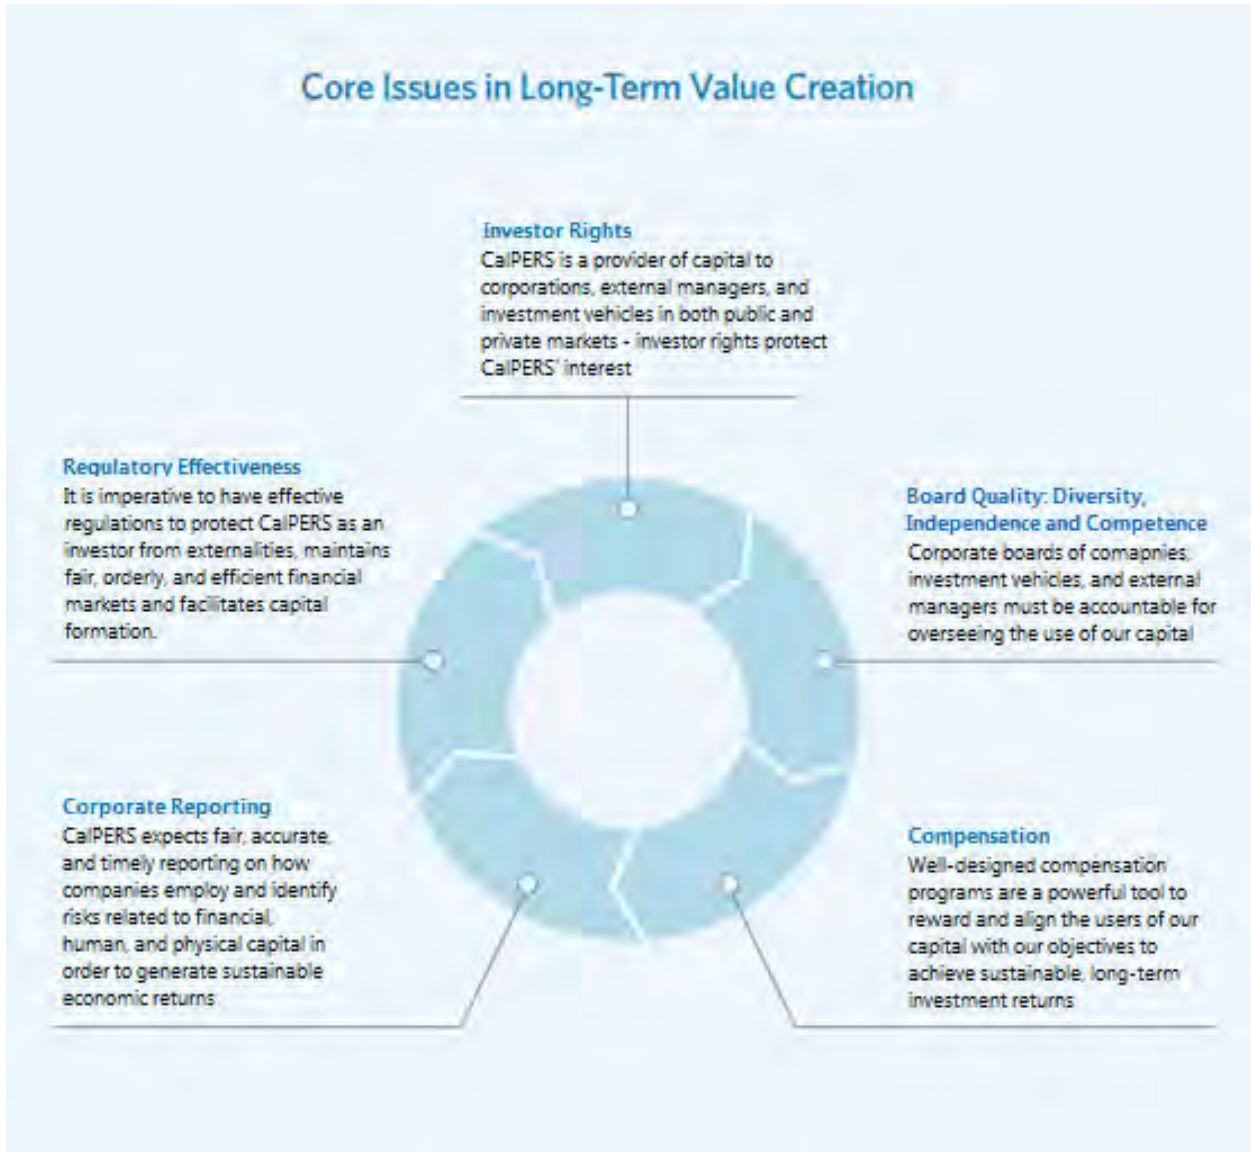 Core Issues in Long-Term Value Creation
Investor Rights
CalPERS is a provider of capital to
corporations, external managers, and
investment vehicles in both public and
private markets - investor rights protect
CalPERS' interest
Regulatory Effectiveness
It is imperative to have effective
regulations to protect CalPERS as an
investor from externalities, maintains
fair, orderly, and efficient financial
markets and facilitates capital
formation.
Board Quality: Diversity,
Independence and Competence
Corporate boards of comapnies,
investment vehicles, and external
managers must be accountable for
overseeing the use of our capital
Corporate Reporting
CalPERS expects fair, accurate,
and timely reporting on how
companies employ and identify
risks related to financial,
human, and physical capital in
order to generate sustainable
economic returns
Compensation
Well-designed compensation
programs are a powerful tool to
reward and align the users of our
capital with our objectives to
achieve sustainable, long-term
investment returns